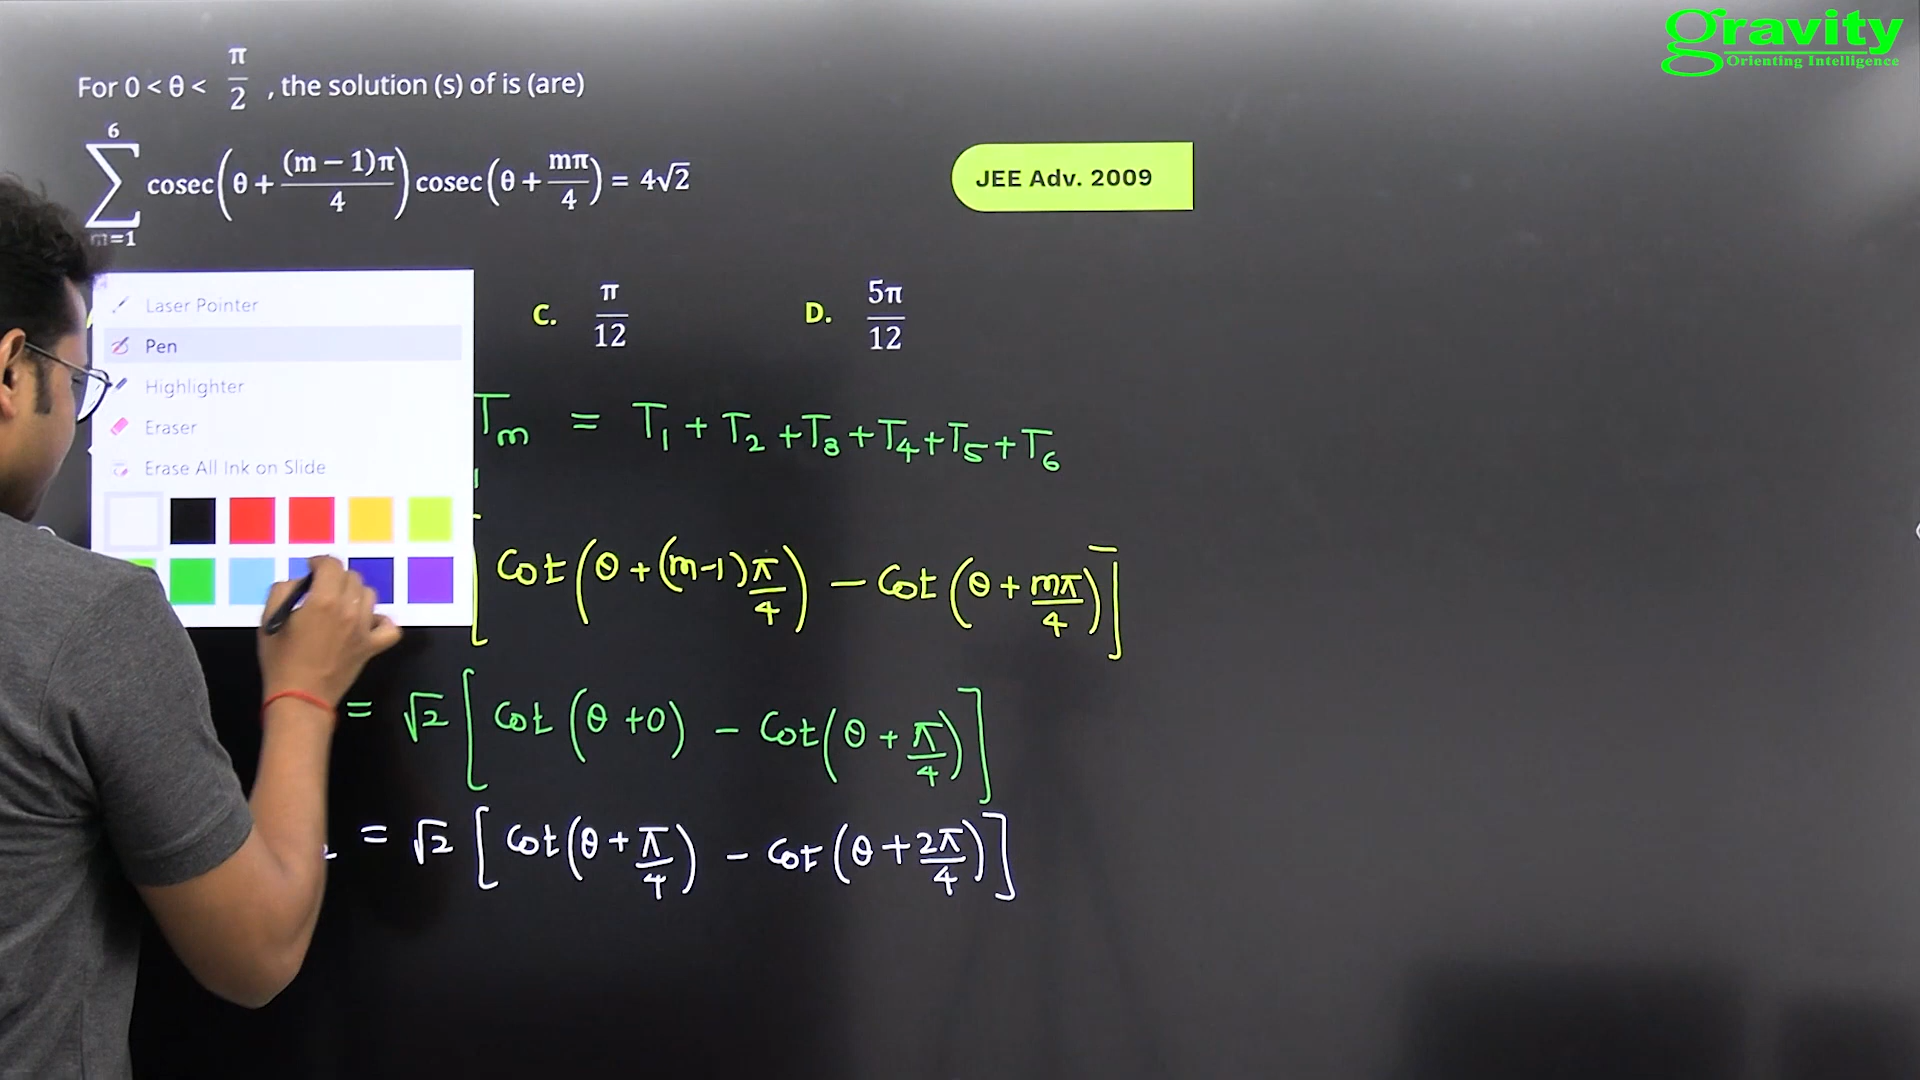 gravity
Orienting Intelligence
For 0 < θ < π/2 , the solution (s) of is (are)
∑_{m=1}^{6} cosec(θ + (m − 1)π/4) cosec(θ + mπ/4) = 4√2
JEE Adv. 2009
C. π/12 D. 5π/12
Laser Pointer
Pen
Highlighter
Eraser
Erase All Ink on Slide
Tm = T1 + T2 + T3 + T4 + T5 + T6
[Cot(θ + (m-1)π/4) − Cot(θ + mπ/4)]
= √2 [Cot(θ + 0) − Cot(θ + π/4)]
2 = √2 [Cot(θ + π/4) − Cot(θ + 2π/4)]